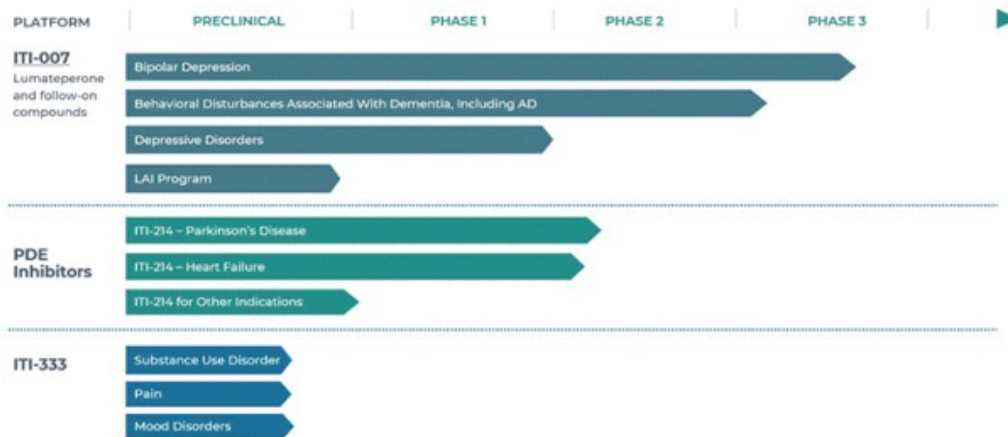 PLATFORM PRECLINICAL PHASE 1 PHASE 2 PHASE 3
ITI-007
Lumateperone
and follow-on
compounds
Bipolar Depression
Behavioral Disturbances Associated With Dementia, Including AD
Depressive Disorders
LAI Program
PDE
Inhibitors
ITI-214 – Parkinson's Disease
ITI-214 – Heart Failure
ITI-214 for Other Indications
ITI-333
Substance Use Disorder
Pain
Mood Disorders